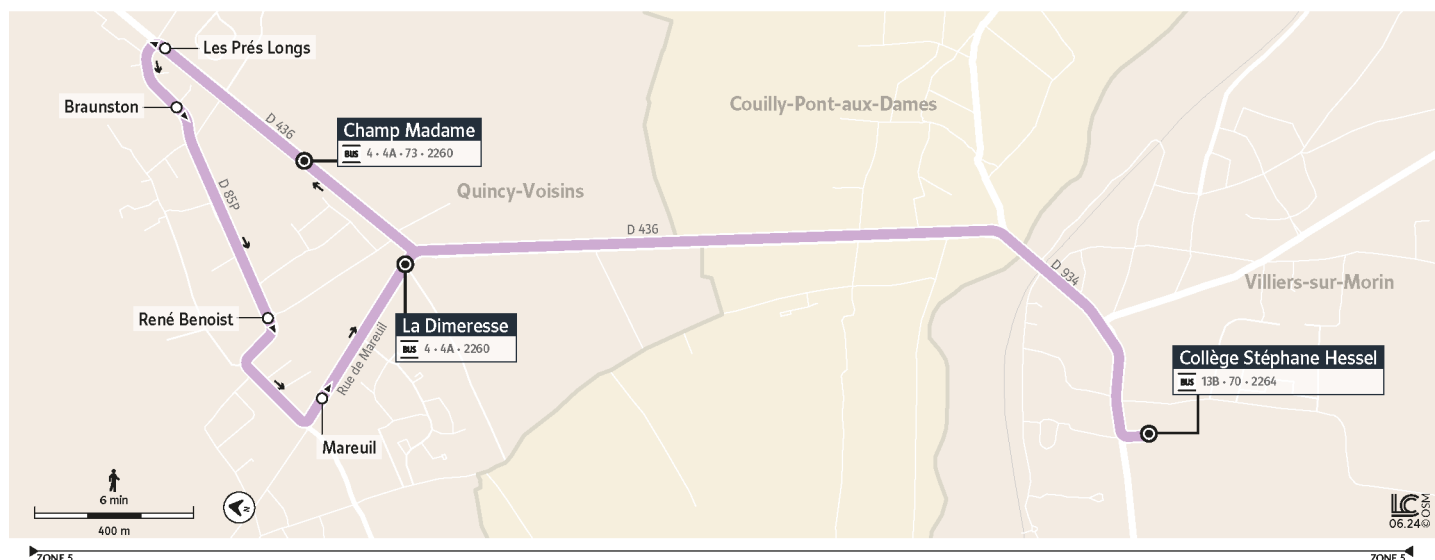 Les Prés Longs
Braunston
D 436
Champ Madame
BUS 4 • 4A • 73 • 2260
Couilly-Pont-aux-Dames
Quincy-Voisins
D 85P
D 436
D 934
Villiers-sur-Morin
René Benoist
La Dimeresse
BUS 4 • 4A • 2260
Rue de Mareuil
Collège Stéphane Hessel
BUS 13B • 70 • 2264
Mareuil
6 min
400 m
N
LC
06.24 © OSM
ZONE 5
ZONE 5